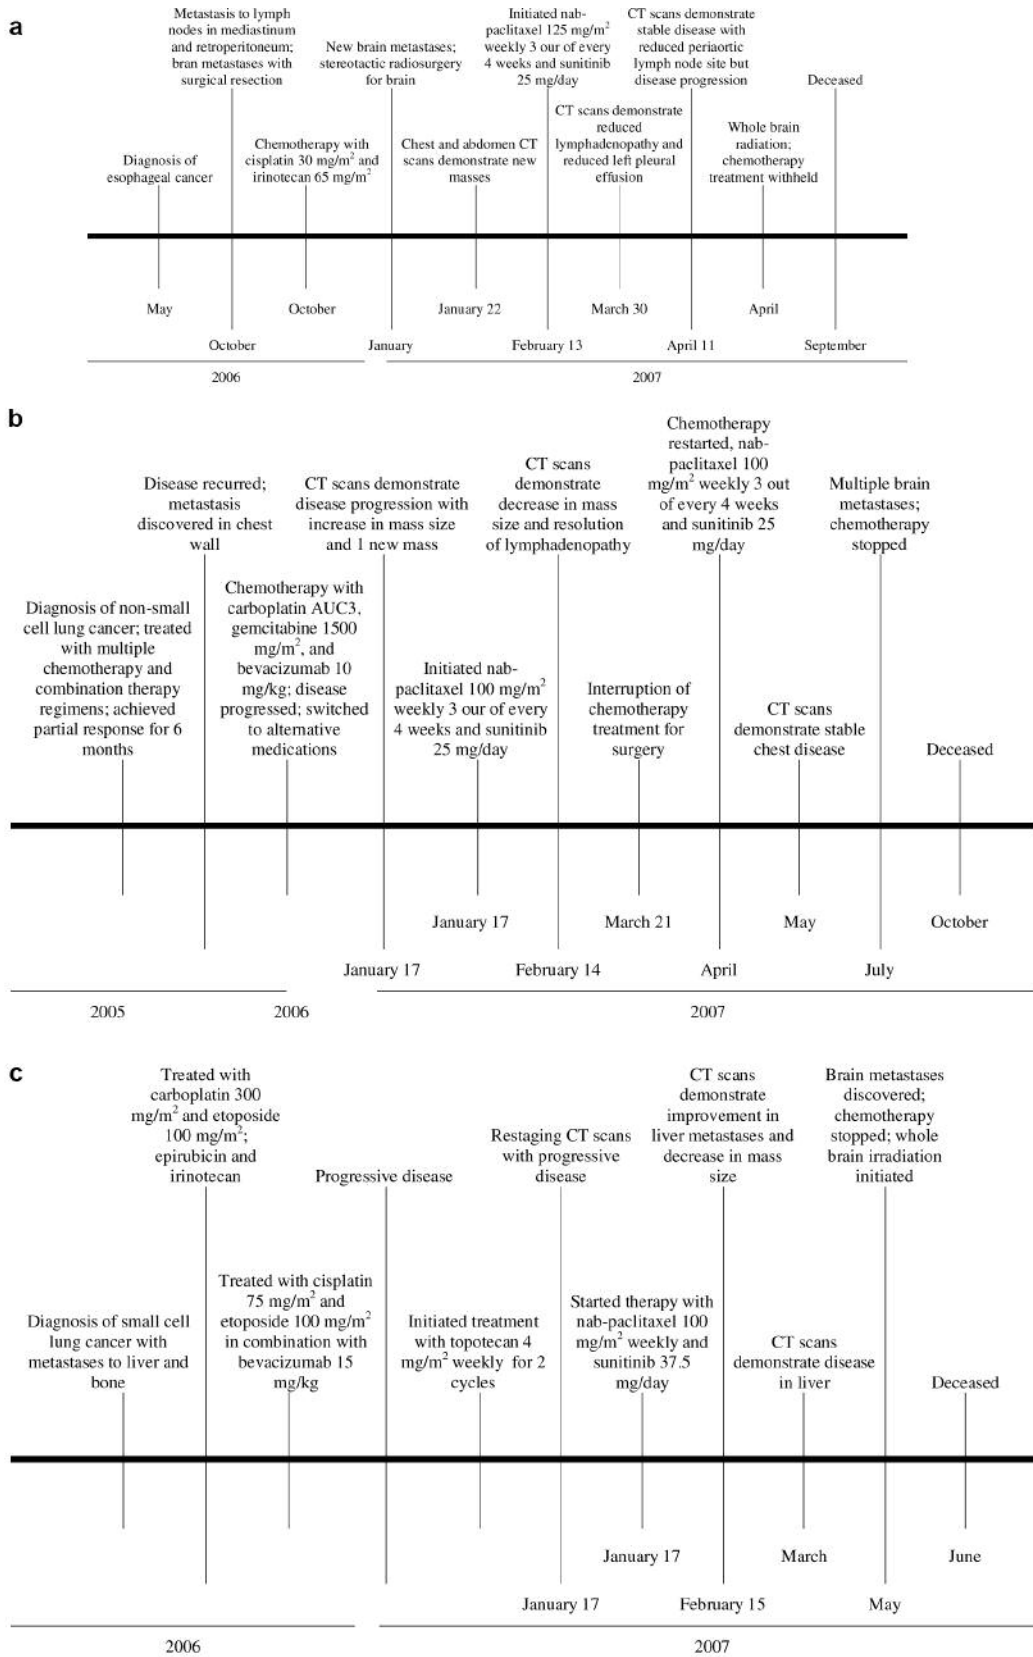 a
Metastasis to lymph
nodes in mediastinum
and retroperitoneum;
bran metastases with
surgical resection
New brain metastases;
stereotactic radiosurgery
for brain
Initiated nab-
paclitaxel 125 mg/m²
weekly 3 our of every
4 weeks and sunitinib
25 mg/day
CT scans demonstrate
stable disease with
reduced periaortic
lymph node site but
disease progression
Deceased
Diagnosis of
esophageal cancer
Chemotherapy with
cisplatin 30 mg/m² and
irinotecan 65 mg/m²
Chest and abdomen CT
scans demonstrate new
masses
CT scans demonstrate
reduced
lymphadenopathy and
reduced left pleural
effusion
Whole brain
radiation;
chemotherapy
treatment withheld
May
October
January 22
March 30
April
October
January
February 13
April 11
September
2006
2007
b
Disease recurred;
metastasis
discovered in chest
wall
CT scans demonstrate
disease progression with
increase in mass size
and 1 new mass
CT scans
demonstrate
decrease in mass
size and resolution
of lymphadenopathy
Chemotherapy
restarted, nab-
paclitaxel 100
mg/m² weekly 3 out
of every 4 weeks
and sunitinib 25
mg/day
Multiple brain
metastases;
chemotherapy
stopped
Diagnosis of non-small
cell lung cancer; treated
with multiple
chemotherapy and
combination therapy
regimens; achieved
partial response for 6
months
Chemotherapy with
carboplatin AUC3,
gemcitabine 1500
mg/m², and
bevacizumab 10
mg/kg; disease
progressed; switched
to alternative
medications
Initiated nab-
paclitaxel 100 mg/m²
weekly 3 our of every
4 weeks and sunitinib
25 mg/day
Interruption of
chemotherapy
treatment for
surgery
CT scans
demonstrate stable
chest disease
Deceased
January 17
March 21
May
October
January 17
February 14
April
July
2005
2006
2007
c
Treated with
carboplatin 300
mg/m² and etoposide
100 mg/m²;
epirubicin and
irinotecan
Progressive disease
Restaging CT scans
with progressive
disease
CT scans
demonstrate
improvement in
liver metastases and
decrease in mass
size
Brain metastases
discovered;
chemotherapy
stopped; whole
brain irradiation
initiated
Diagnosis of small cell
lung cancer with
metastases to liver and
bone
Treated with cisplatin
75 mg/m² and
etoposide 100 mg/m²
in combination with
bevacizumab 15
mg/kg
Initiated treatment
with topotecan 4
mg/m² weekly for 2
cycles
Started therapy with
nab-paclitaxel 100
mg/m² weekly and
sunitinib 37.5
mg/day
CT scans
demonstrate disease
in liver
Deceased
January 17
March
June
January 17
February 15
May
2006
2007